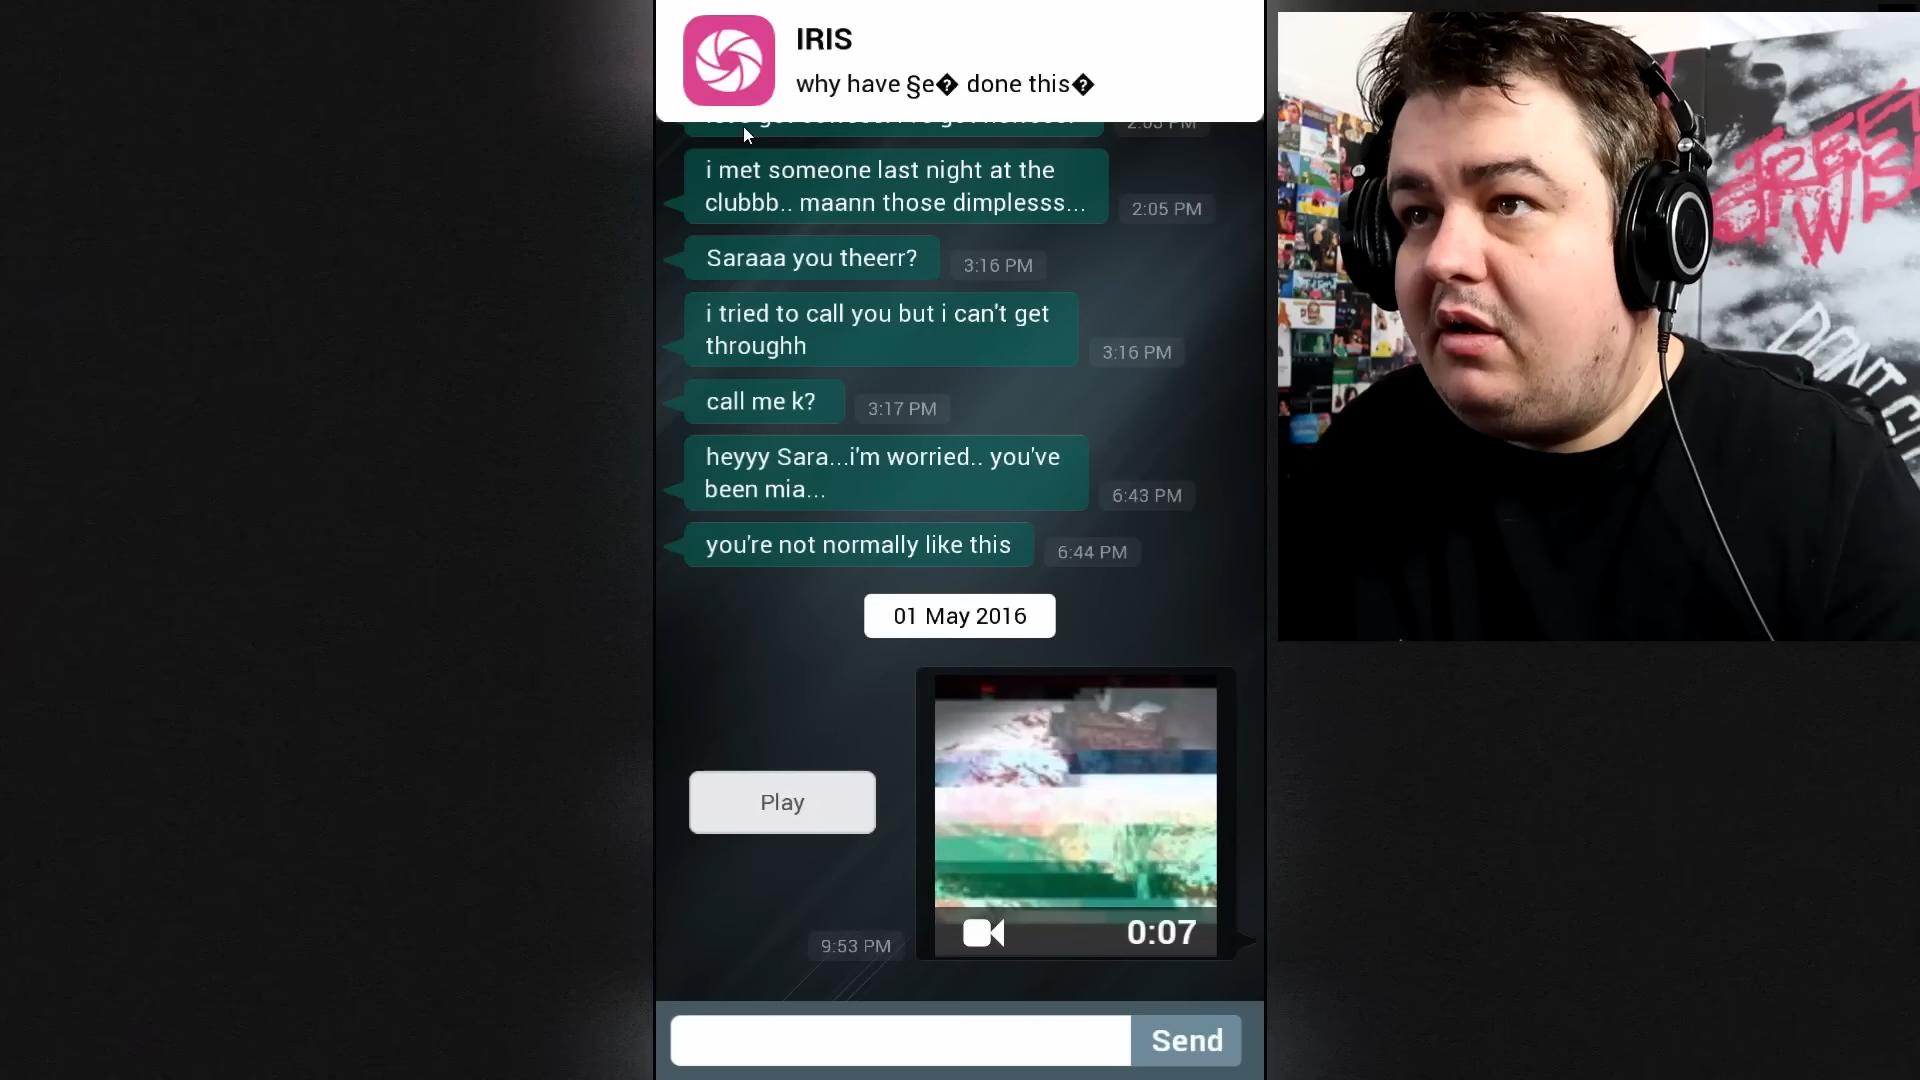 IRIS
why have §e� done this�
i met someone last night at the
clubbb.. maann those dimplesss...
2:05 PM
Saraaa you theerr?
3:16 PM
i tried to call you but i can't get
throughh
3:16 PM
call me k?
3:17 PM
heyyy Sara...i'm worried.. you've
been mia...
6:43 PM
you're not normally like this
6:44 PM
01 May 2016
Play
0:07
9:53 PM
Send
STREET
WISE
DON'T